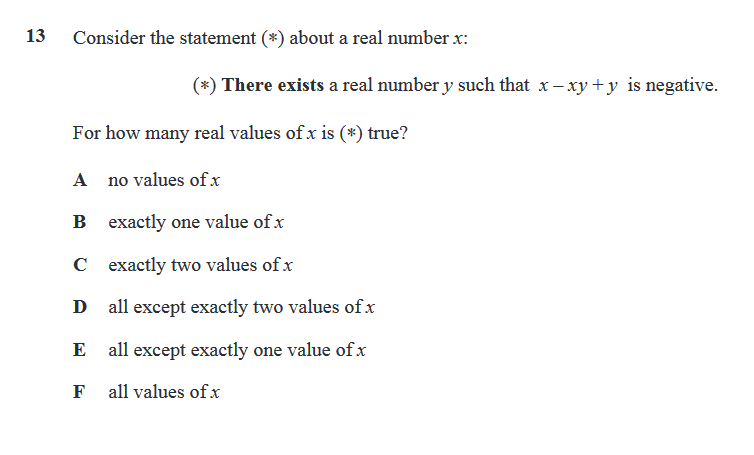 13 Consider the statement (*) about a real number x:
(*) There exists a real number y such that x – xy + y is negative.
For how many real values of x is (*) true?
A no values of x
B exactly one value of x
C exactly two values of x
D all except exactly two values of x
E all except exactly one value of x
F all values of x